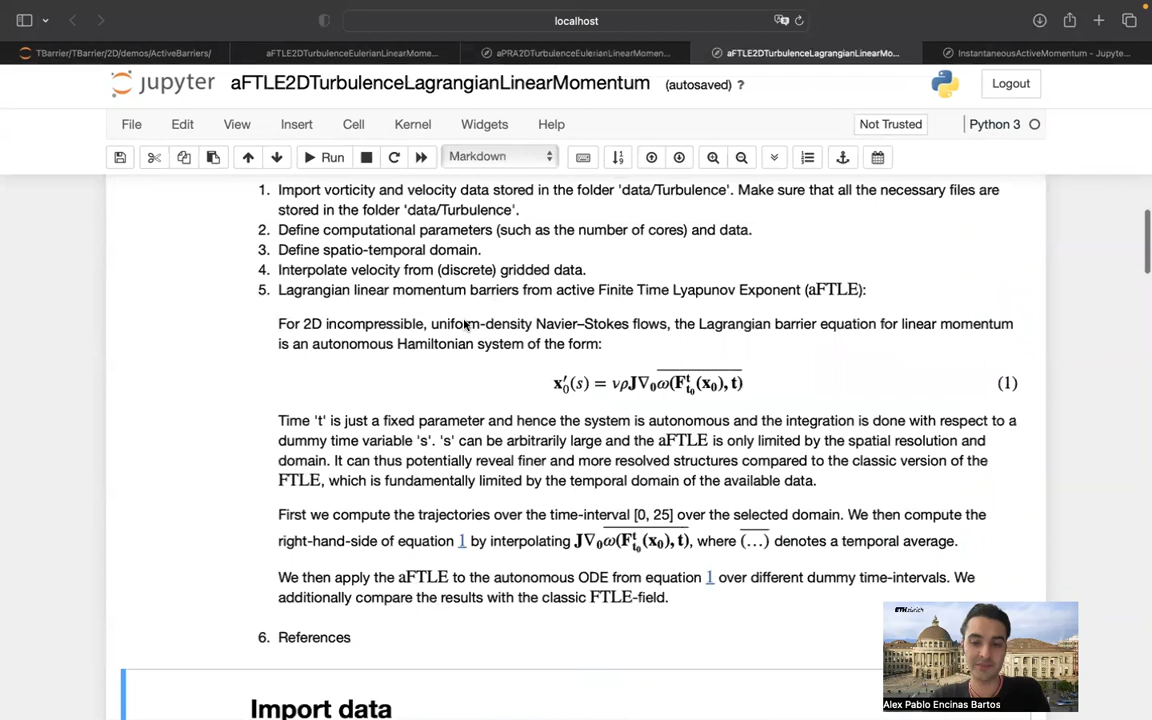 localhost
TBarrier/TBarrier/2D/demos/ActiveBarriers/
aFTLE2DTurbulenceEulerianLinearMome...
aPRA2DTurbulenceEulerianLinearMomen...
aFTLE2DTurbulenceLagrangianLinearMo...
InstantaneousActiveMomentum - Jupyte...
jupyter aFTLE2DTurbulenceLagrangianLinearMomentum (autosaved) ?
Logout
File Edit View Insert Cell Kernel Widgets Help
Not Trusted
Python 3
Run
Markdown
1. Import vorticity and velocity data stored in the folder 'data/Turbulence'. Make sure that all the necessary files are
stored in the folder 'data/Turbulence'.
2. Define computational parameters (such as the number of cores) and data.
3. Define spatio-temporal domain.
4. Interpolate velocity from (discrete) gridded data.
5. Lagrangian linear momentum barriers from active Finite Time Lyapunov Exponent (aFTLE):
For 2D incompressible, uniform-density Navier–Stokes flows, the Lagrangian barrier equation for linear momentum
is an autonomous Hamiltonian system of the form:
x′₀(s) = νρJ∇₀ω(Fᵗₜ₀(x₀), t) (1)
Time 't' is just a fixed parameter and hence the system is autonomous and the integration is done with respect to a
dummy time variable 's'. 's' can be arbitrarily large and the aFTLE is only limited by the spatial resolution and
domain. It can thus potentially reveal finer and more resolved structures compared to the classic version of the
FTLE, which is fundamentally limited by the temporal domain of the available data.
First we compute the trajectories over the time-interval [0, 25] over the selected domain. We then compute the
right-hand-side of equation 1 by interpolating J∇₀ω(Fᵗₜ₀(x₀), t), where (...) denotes a temporal average.
We then apply the aFTLE to the autonomous ODE from equation 1 over different dummy time-intervals. We
additionally compare the results with the classic FTLE-field.
6. References
Import data
ETH zürich
Alex Pablo Encinas Bartos